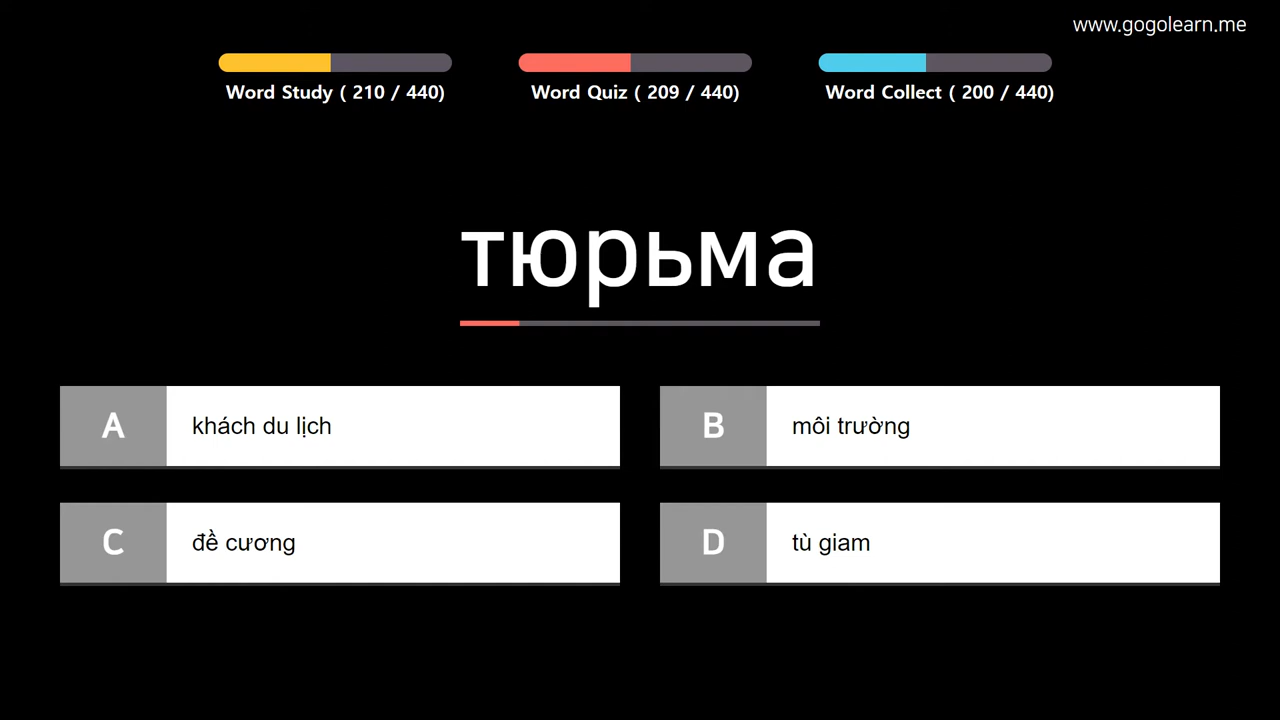 www.gogolearn.me
Word Study ( 210 / 440)
Word Quiz ( 209 / 440)
Word Collect ( 200 / 440)
тюрьма
A khách du lịch
B môi trường
C đề cương
D tù giam